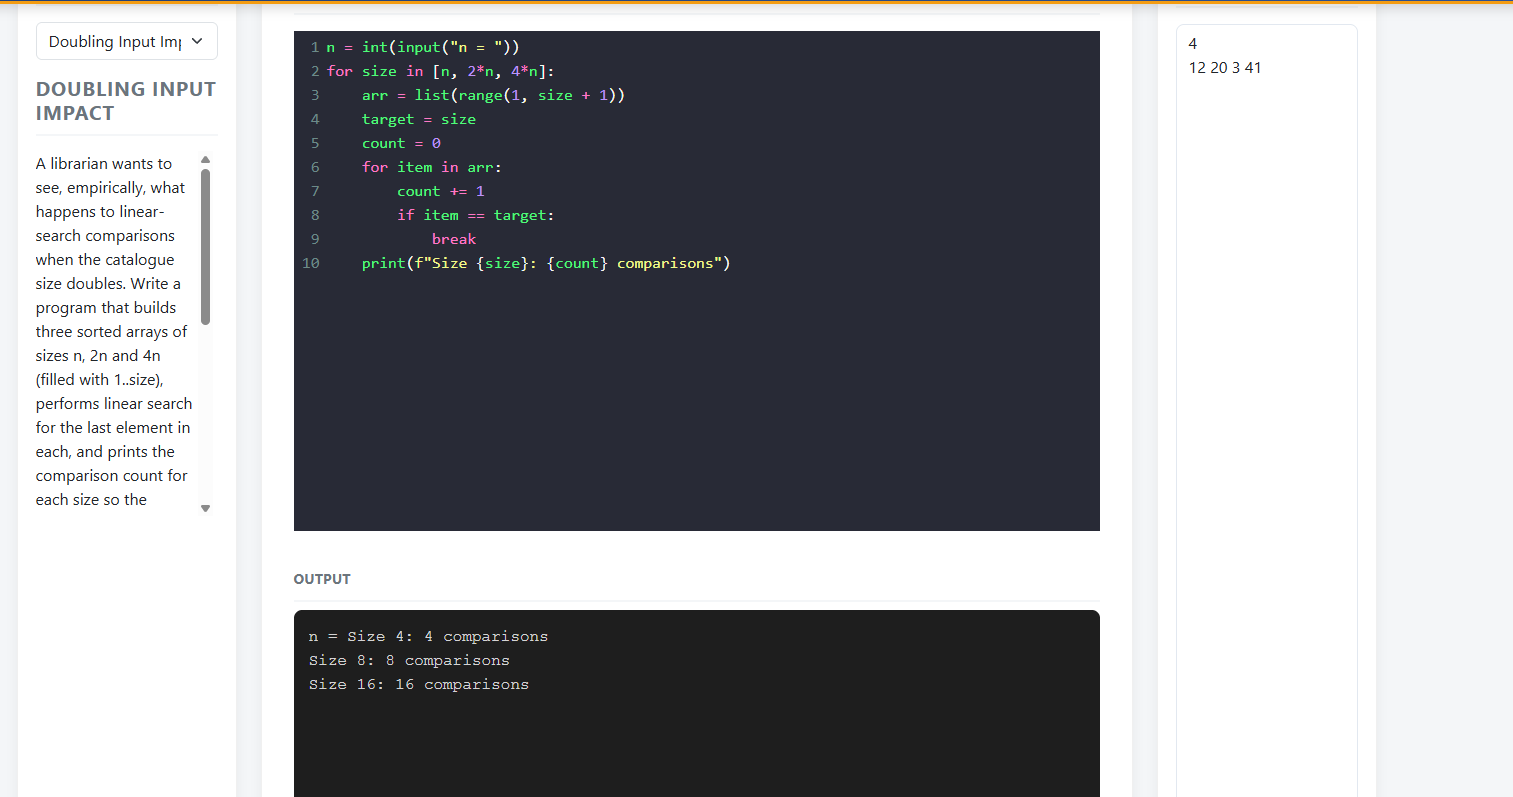 Doubling Input Im
DOUBLING INPUT
IMPACT
A librarian wants to
see, empirically, what
happens to linear-
search comparisons
when the catalogue
size doubles. Write a
program that builds
three sorted arrays of
sizes n, 2n and 4n
(filled with 1..size),
performs linear search
for the last element in
each, and prints the
comparison count for
each size so the
1 n = int(input("n = "))
2 for size in [n, 2*n, 4*n]:
3     arr = list(range(1, size + 1))
4     target = size
5     count = 0
6     for item in arr:
7         count += 1
8         if item == target:
9             break
10     print(f"Size {size}: {count} comparisons")
OUTPUT
n = Size 4: 4 comparisons
Size 8: 8 comparisons
Size 16: 16 comparisons
4
12 20 3 41